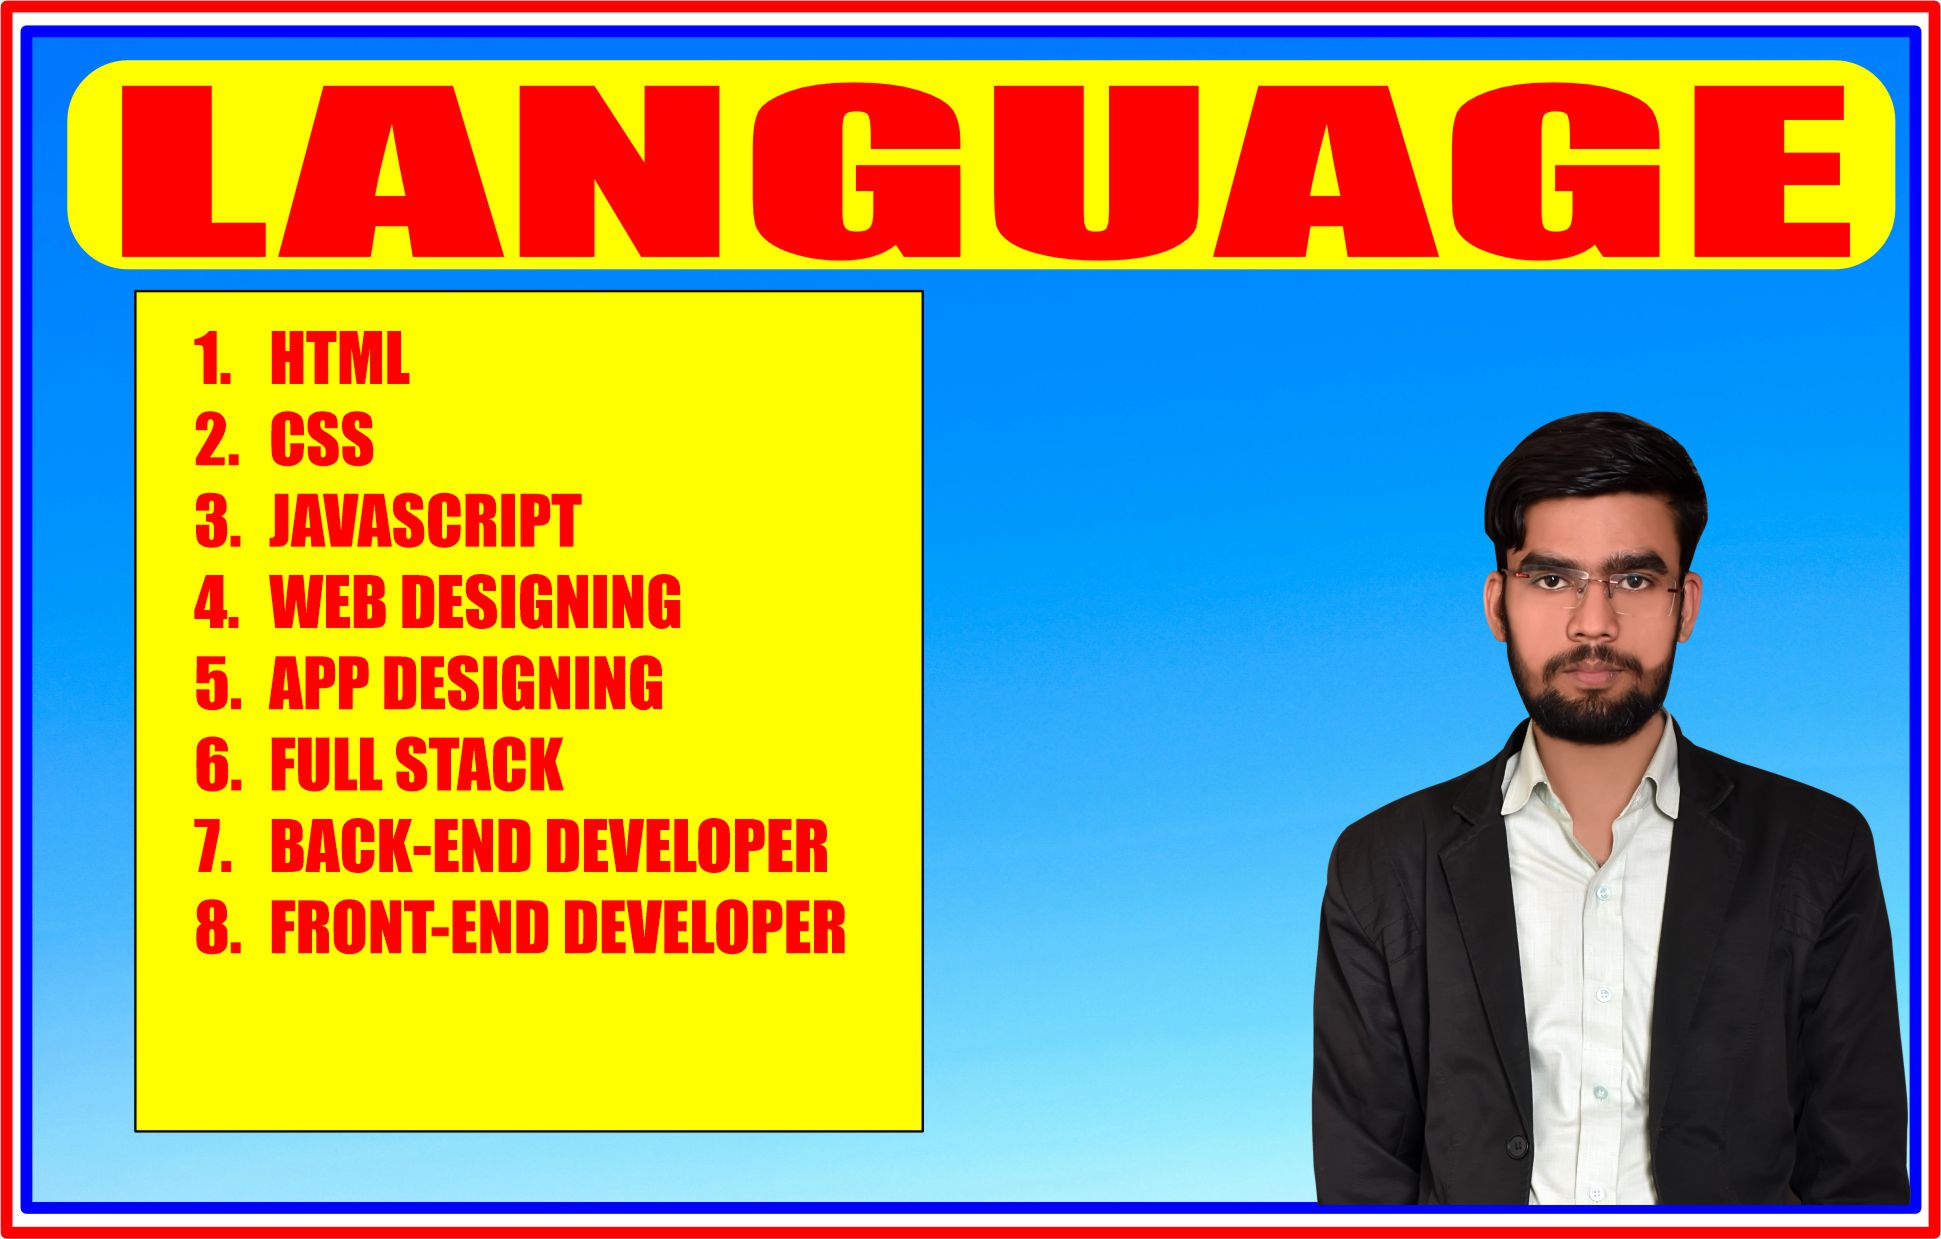 LANGUAGE
1. HTML
2. CSS
3. JAVASCRIPT
4. WEB DESIGNING
5. APP DESIGNING
6. FULL STACK
7. BACK-END DEVELOPER
8. FRONT-END DEVELOPER